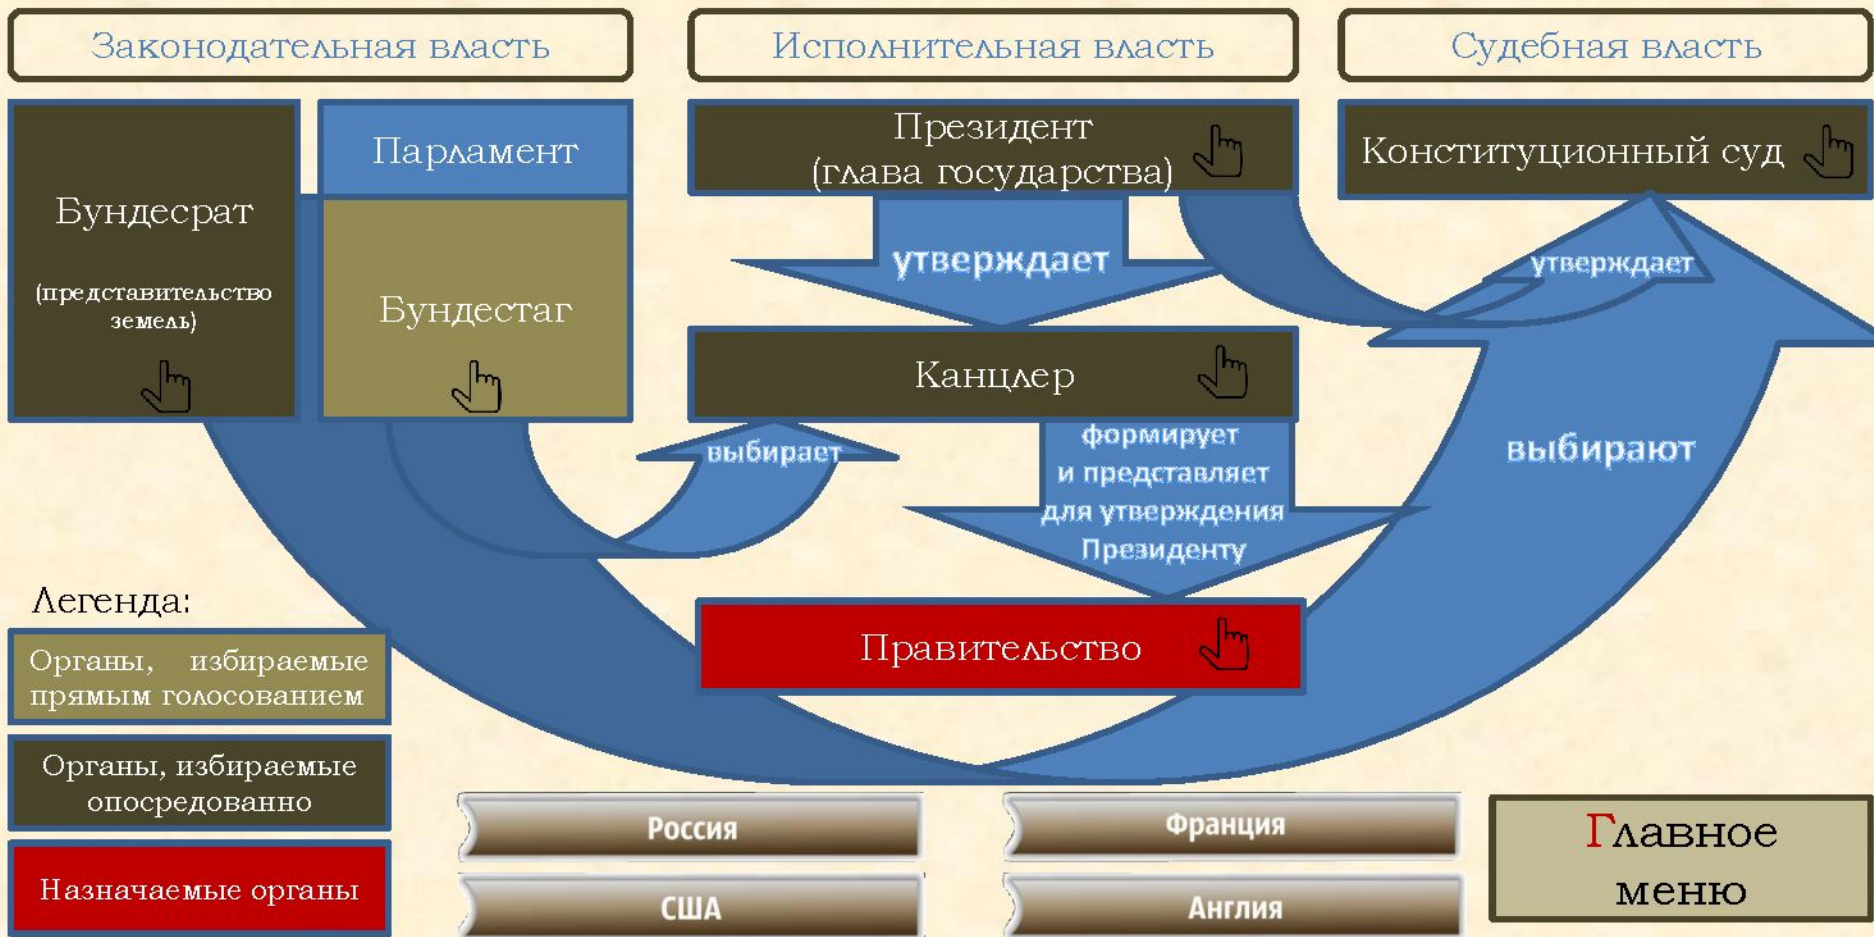 Законодательная власть
Исполнительная власть
Судебная власть
Бундесрат
(представительство
земель)
Парламент
Бундестаг
Президент
(глава государства)
Конституционный суд
утверждает
утверждает
Канцлер
выбирает
формирует
и представляет
для утверждения
Президенту
выбирают
Правительство
Легенда:
Органы, избираемые
прямым голосованием
Органы, избираемые
опосредованно
Назначаемые органы
Россия
Франция
США
Англия
Главное
меню